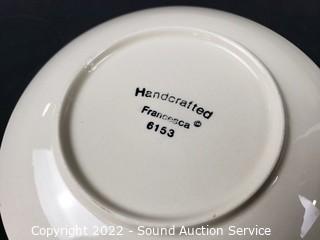 Handcrafted
Francesca ©
6153
Copyright © 2022 - Sound Auction Service